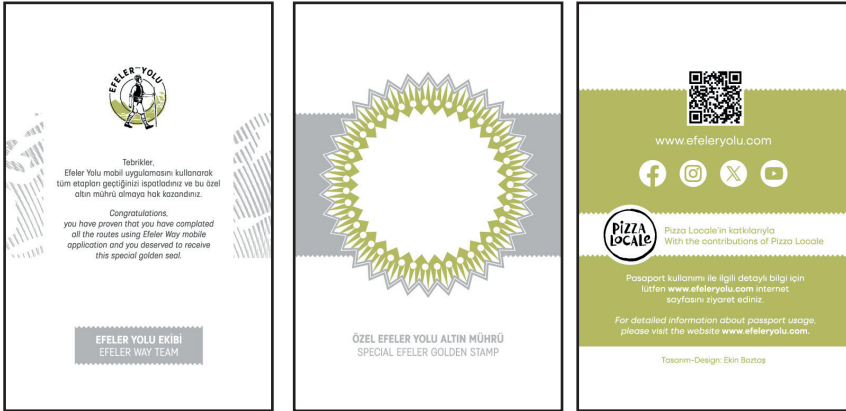 EFELER YOLU
Tebrikler,
Efeler Yolu mobil uygulamasını kullanarak
tüm etapları geçtiğinizi ispatladınız ve bu özel
altın mührü almaya hak kazandınız.
Congratulations,
you have proven that you have complated
all the routes using Efeler Way mobile
application and you deserved to receive
this special golden seal.
EFELER YOLU EKİBİ
EFELER WAY TEAM
ÖZEL EFELER YOLU ALTIN MÜHRÜ
SPECIAL EFELER GOLDEN STAMP
www.efeleryolu.com
PİZZA
LOCALE
Pizza Locale'in katkılarıyla
With the contributions of Pizza Locale
Pasaport kullanımı ile ilgili detaylı bilgi için
lütfen www.efeleryolu.com internet
sayfasını ziyaret ediniz.
For detailed information about passport usage,
please visit the website www.efeleryolu.com.
Tasarım-Design: Ekin Boztaş